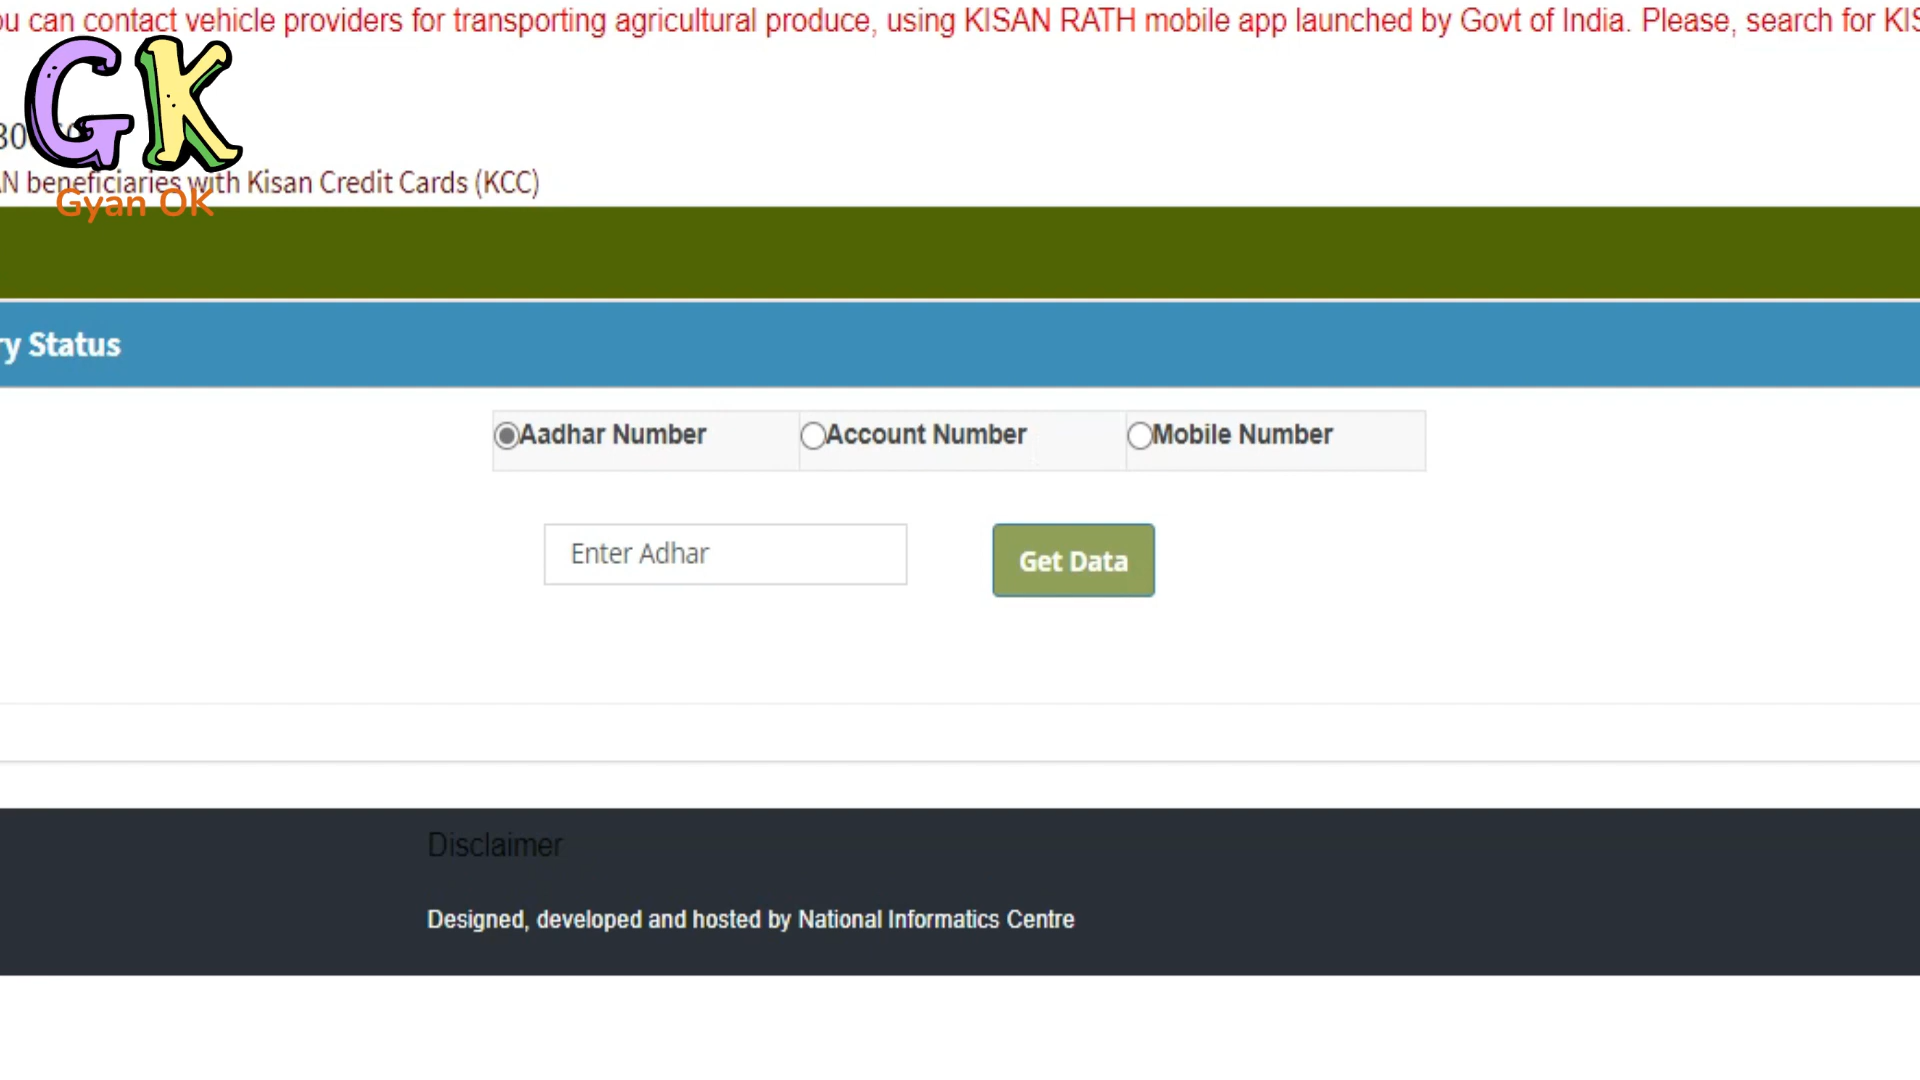 ou can contact vehicle providers for transporting agricultural produce, using KISAN RATH mobile app launched by Govt of India. Please, search for KIS
GK
N beneficiaries with Kisan Credit Cards (KCC)
Gyan OK
ry Status
Aadhar Number
Account Number
Mobile Number
Enter Adhar
Get Data
Disclaimer
Designed, developed and hosted by National Informatics Centre